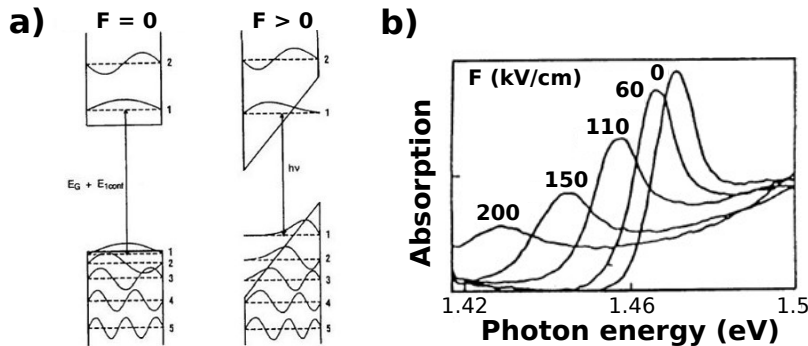 a)
F = 0
F > 0
2
1
E_G + E_1conf
1
2
3
4
5
2
1
hν
1
2
3
4
5
b)
F (kV/cm)
0
60
110
150
200
Absorption
1.42
1.46
1.5
Photon energy (eV)